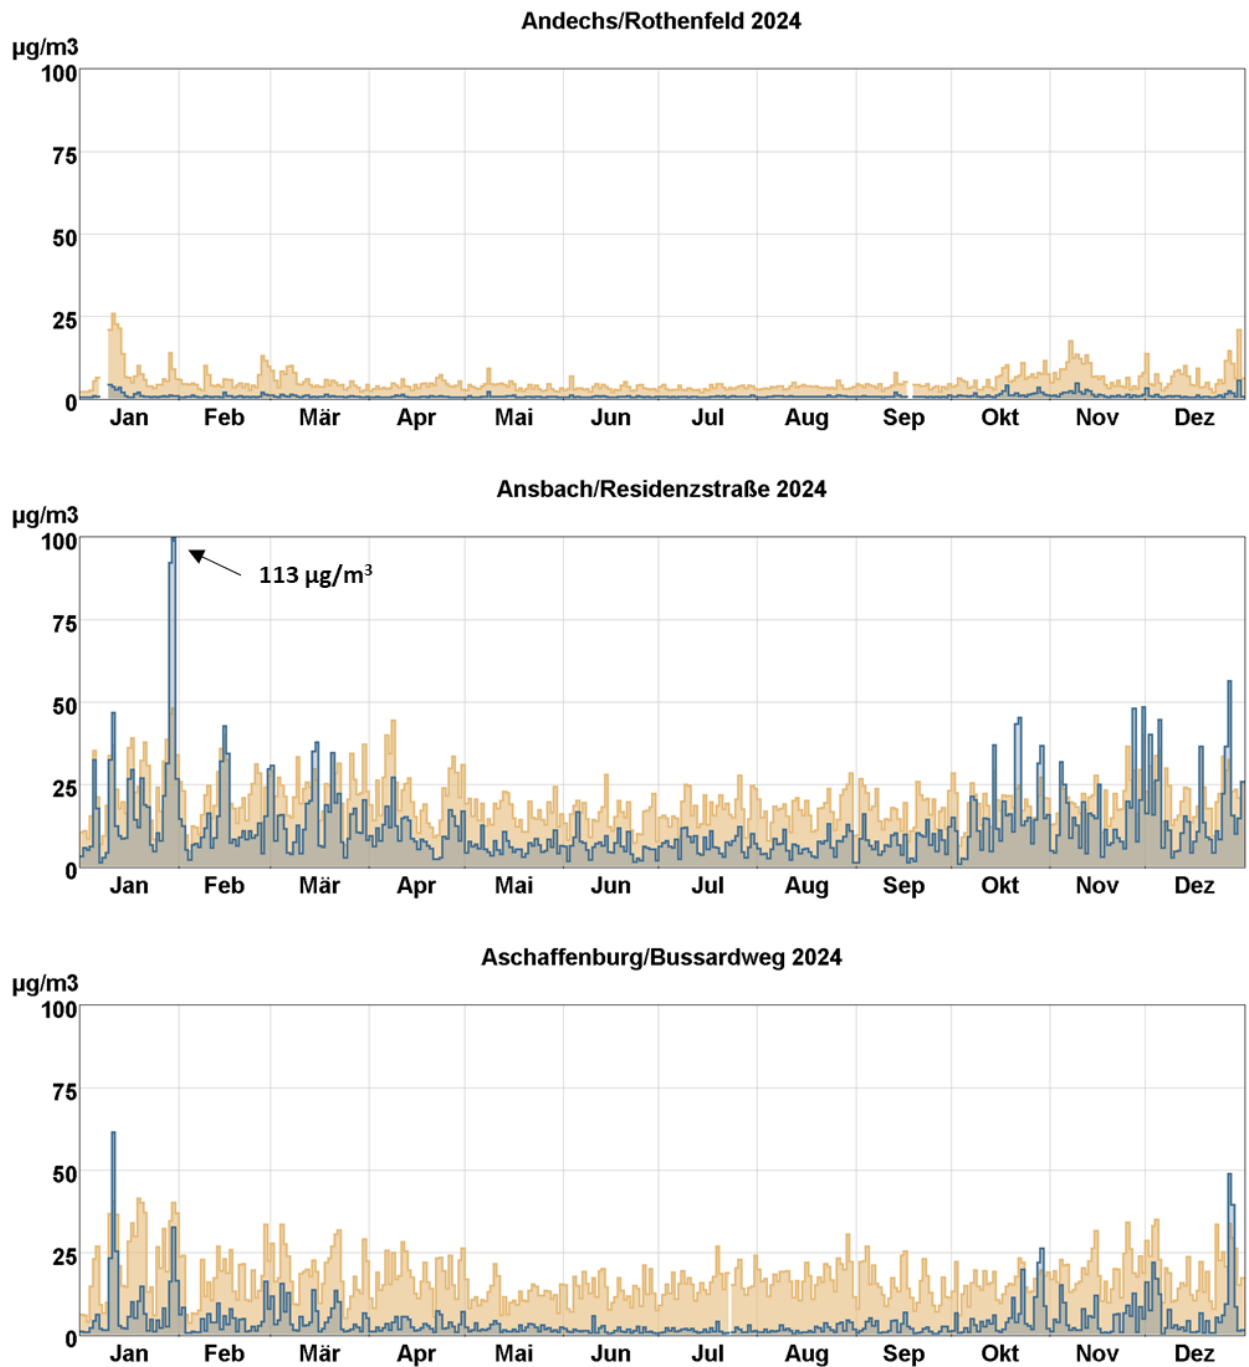 Andechs/Rothenfeld 2024
µg/m3
100
75
50
25
0
Jan Feb Mär Apr Mai Jun Jul Aug Sep Okt Nov Dez
Ansbach/Residenzstraße 2024
µg/m3
100
113 µg/m³
75
50
25
0
Jan Feb Mär Apr Mai Jun Jul Aug Sep Okt Nov Dez
Aschaffenburg/Bussardweg 2024
µg/m3
100
75
50
25
0
Jan Feb Mär Apr Mai Jun Jul Aug Sep Okt Nov Dez